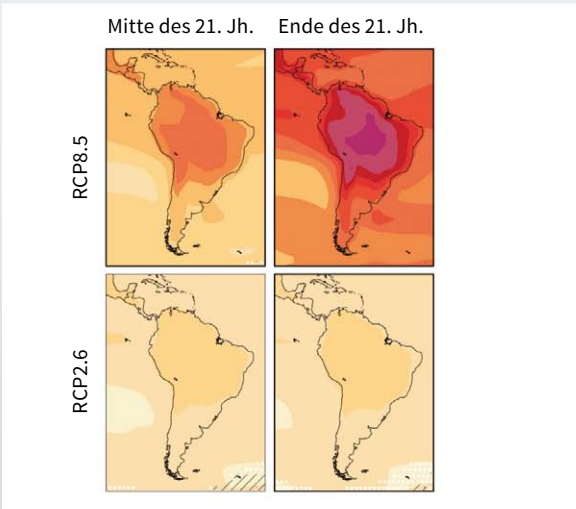 Mitte des 21. Jh.
Ende des 21. Jh.
RCP8.5
RCP2.6